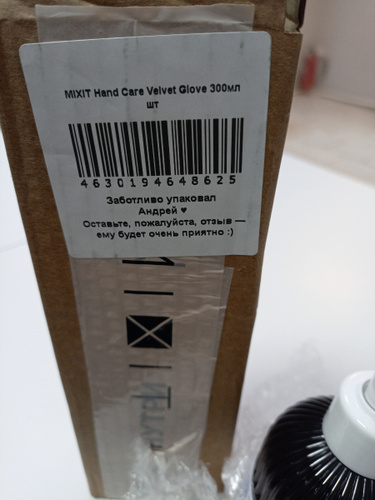 MIXIT Hand Care Velvet Glove 300мл
шт
4630194648625
Заботливо упаковал
Андрей ♥
Оставьте, пожалуйста, отзыв —
ему будет очень приятно :)